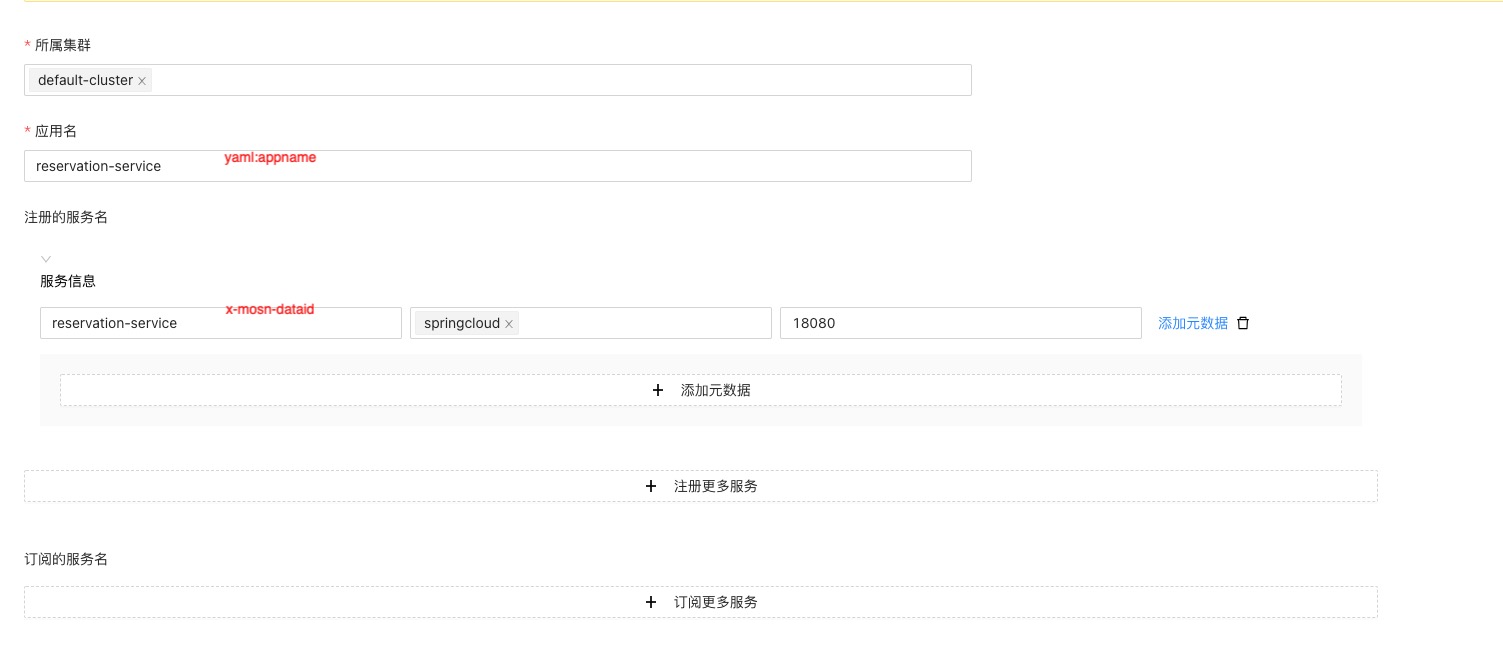 * 所属集群
default-cluster ×
* 应用名
reservation-service yaml:appname
注册的服务名
服务信息
reservation-service x-mosn-dataid springcloud × 18080 添加元数据
+ 添加元数据
+ 注册更多服务
订阅的服务名
+ 订阅更多服务